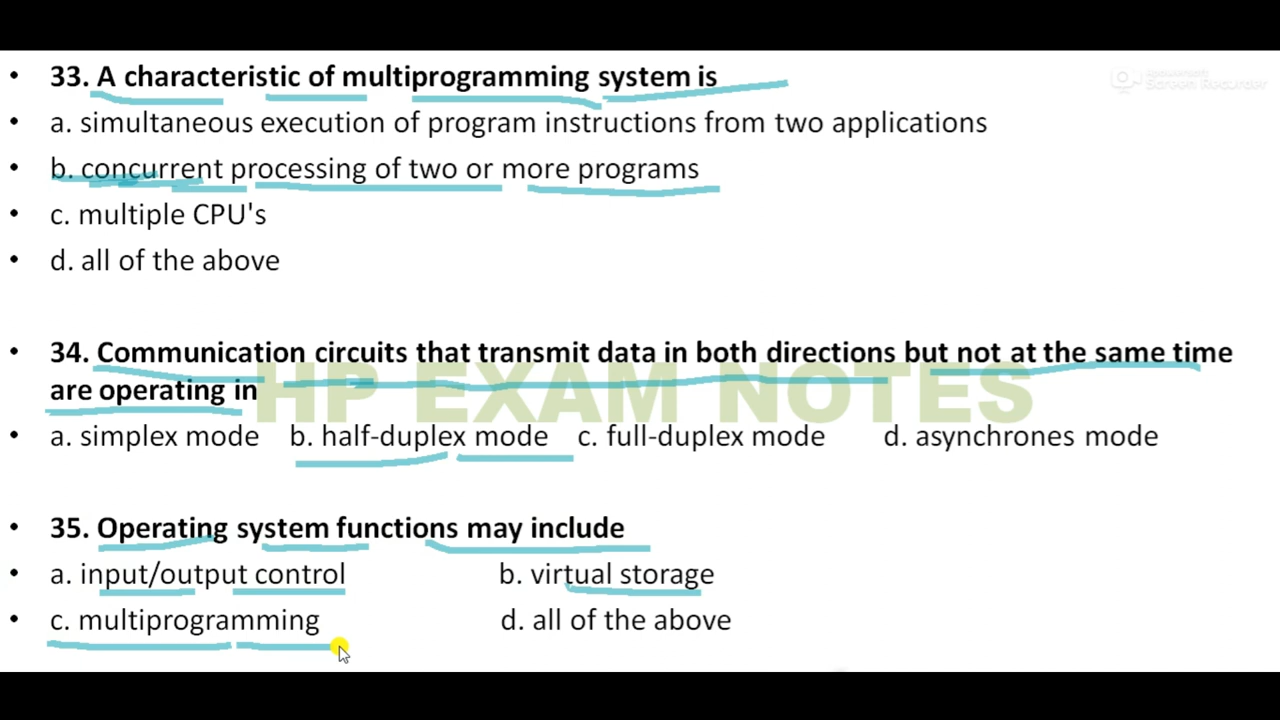 • 33. A characteristic of multiprogramming system is
Apowersoft
Screen Recorder
• a. simultaneous execution of program instructions from two applications
• b. concurrent processing of two or more programs
• c. multiple CPU's
• d. all of the above
• 34. Communication circuits that transmit data in both directions but not at the same time
are operating in
HP EXAM NOTES
• a. simplex mode b. half-duplex mode c. full-duplex mode d. asynchrones mode
• 35. Operating system functions may include
• a. input/output control b. virtual storage
• c. multiprogramming d. all of the above